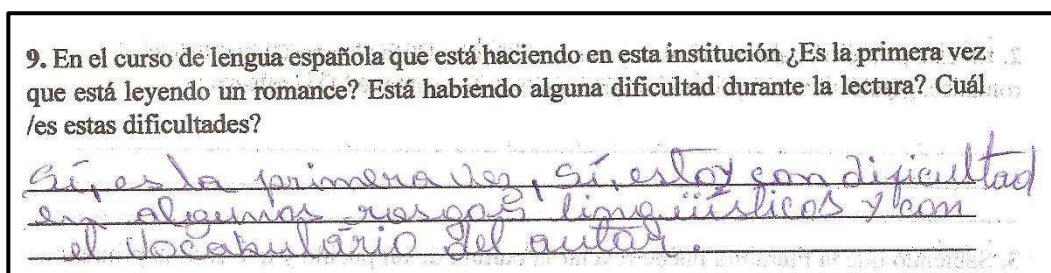 9. En el curso de lengua española que está haciendo en esta institución ¿Es la primera vez
que está leyendo un romance? Está habiendo alguna dificultad durante la lectura? Cuál
/es estas dificultades?
Sí, es la primera vez, Sí, estoy con dificultad
en algunos rasgos lingüísticos y con
el vocabulário del autor.